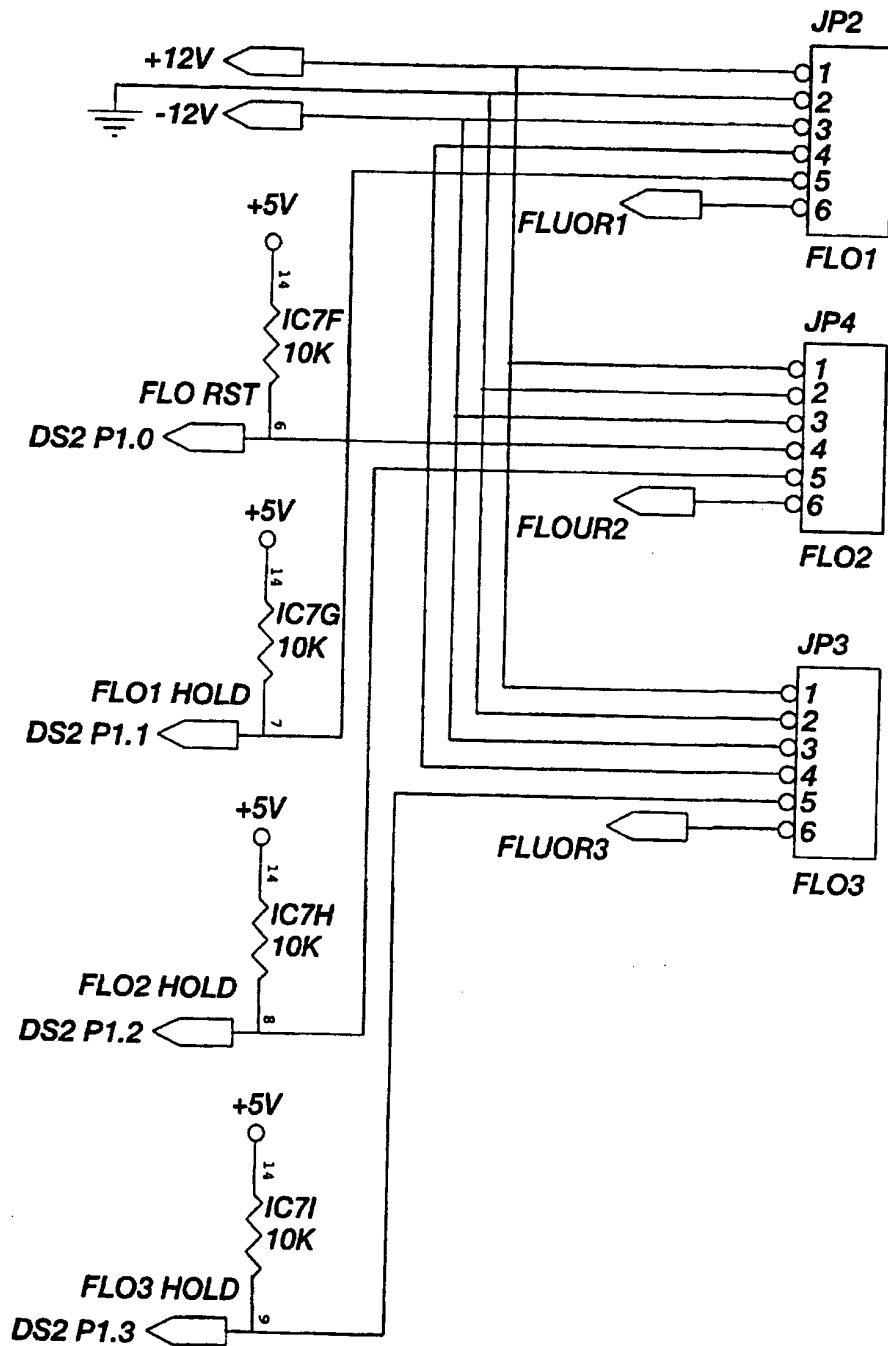 JP2
+12V
-12V
1
2
3
4
5
6
FLUOR1
FLO1
+5V
14
IC7F
10K
FLO RST
DS2 P1.0
6
JP4
1
2
3
4
5
6
FLOUR2
FLO2
+5V
14
IC7G
10K
FLO1 HOLD
DS2 P1.1
7
JP3
1
2
3
4
5
6
FLUOR3
FLO3
+5V
14
IC7H
10K
FLO2 HOLD
DS2 P1.2
8
+5V
14
IC7I
10K
FLO3 HOLD
DS2 P1.3
9